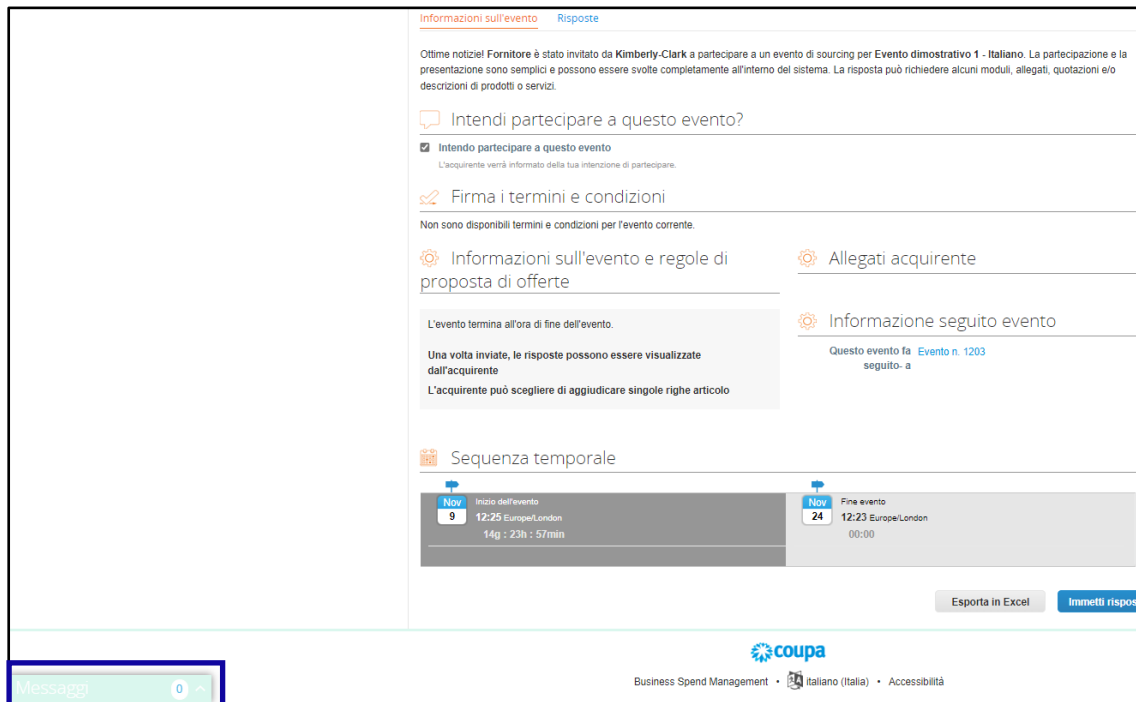 Informazioni sull'evento Risposte
Ottime notizie! Fornitore è stato invitato da Kimberly-Clark a partecipare a un evento di sourcing per Evento dimostrativo 1 - Italiano. La partecipazione e la
presentazione sono semplici e possono essere svolte completamente all'interno del sistema. La risposta può richiedere alcuni moduli, allegati, quotazioni e/o
descrizioni di prodotti o servizi.
Intendi partecipare a questo evento?
Intendo partecipare a questo evento
L'acquirente verrà informato della tua intenzione di partecipare.
Firma i termini e condizioni
Non sono disponibili termini e condizioni per l'evento corrente.
Informazioni sull'evento e regole di
proposta di offerte
L'evento termina all'ora di fine dell'evento.
Una volta inviate, le risposte possono essere visualizzate
dall'acquirente
L'acquirente può scegliere di aggiudicare singole righe articolo
Allegati acquirente
Informazione seguito evento
Questo evento fa Evento n. 1203
seguito- a
Sequenza temporale
Nov
9
Inizio dell'evento
12:25 Europe/London
14g : 23h : 57min
Nov
24
Fine evento
12:23 Europe/London
00:00
Esporta in Excel Immetti rispos
coupa
Business Spend Management • italiano (Italia) • Accessibilità
Messaggi 0